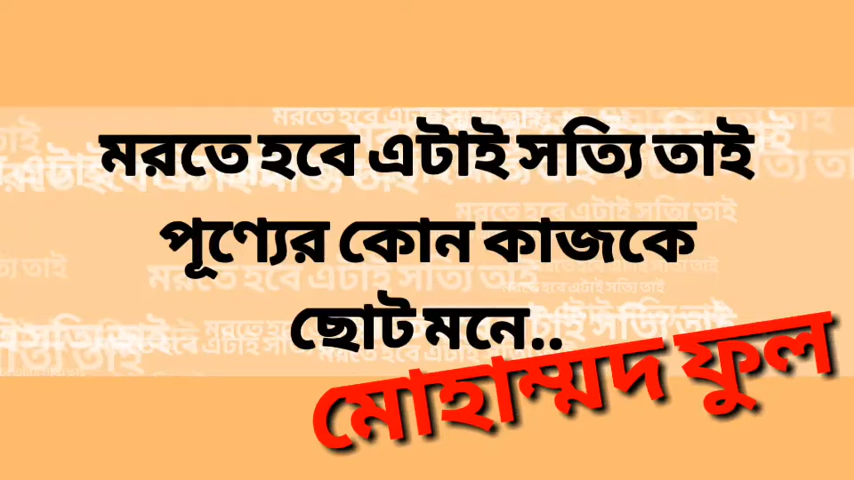 মরতে হবে এটাই সত্যি তাই
পূণ্যের কোন কাজকে
ছোট মনে..
মোহাম্মদ ফুল